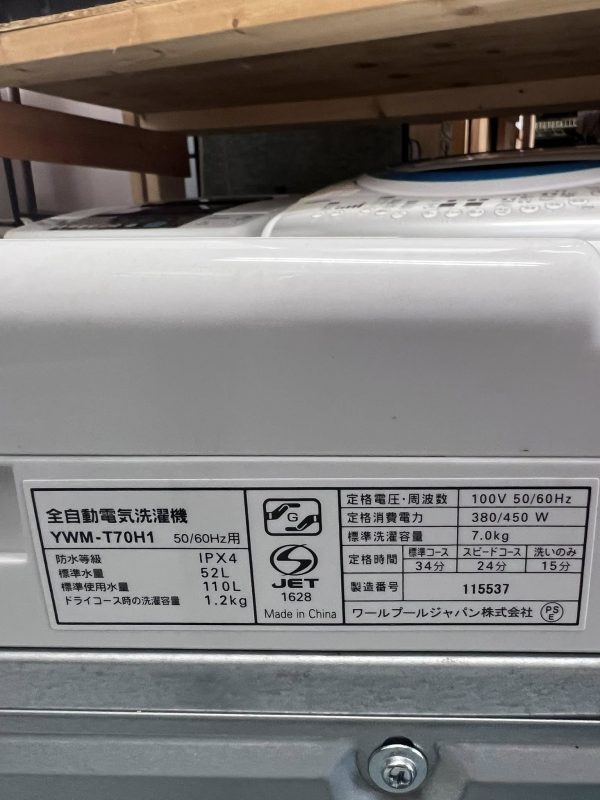 全自動電気洗濯機
YWM-T70H1 50/60Hz用
防水等級 IPX4
標準水量 52L
標準使用水量 110L
ドライコース時の洗濯容量 1.2kg
G
JET
1628
Made in China
定格電圧・周波数 100V 50/60Hz
定格消費電力 380/450 W
標準洗濯容量 7.0kg
定格時間 標準コース スピードコース 洗いのみ
34分 24分 15分
製造番号 115537
ワールプールジャパン株式会社 PSE